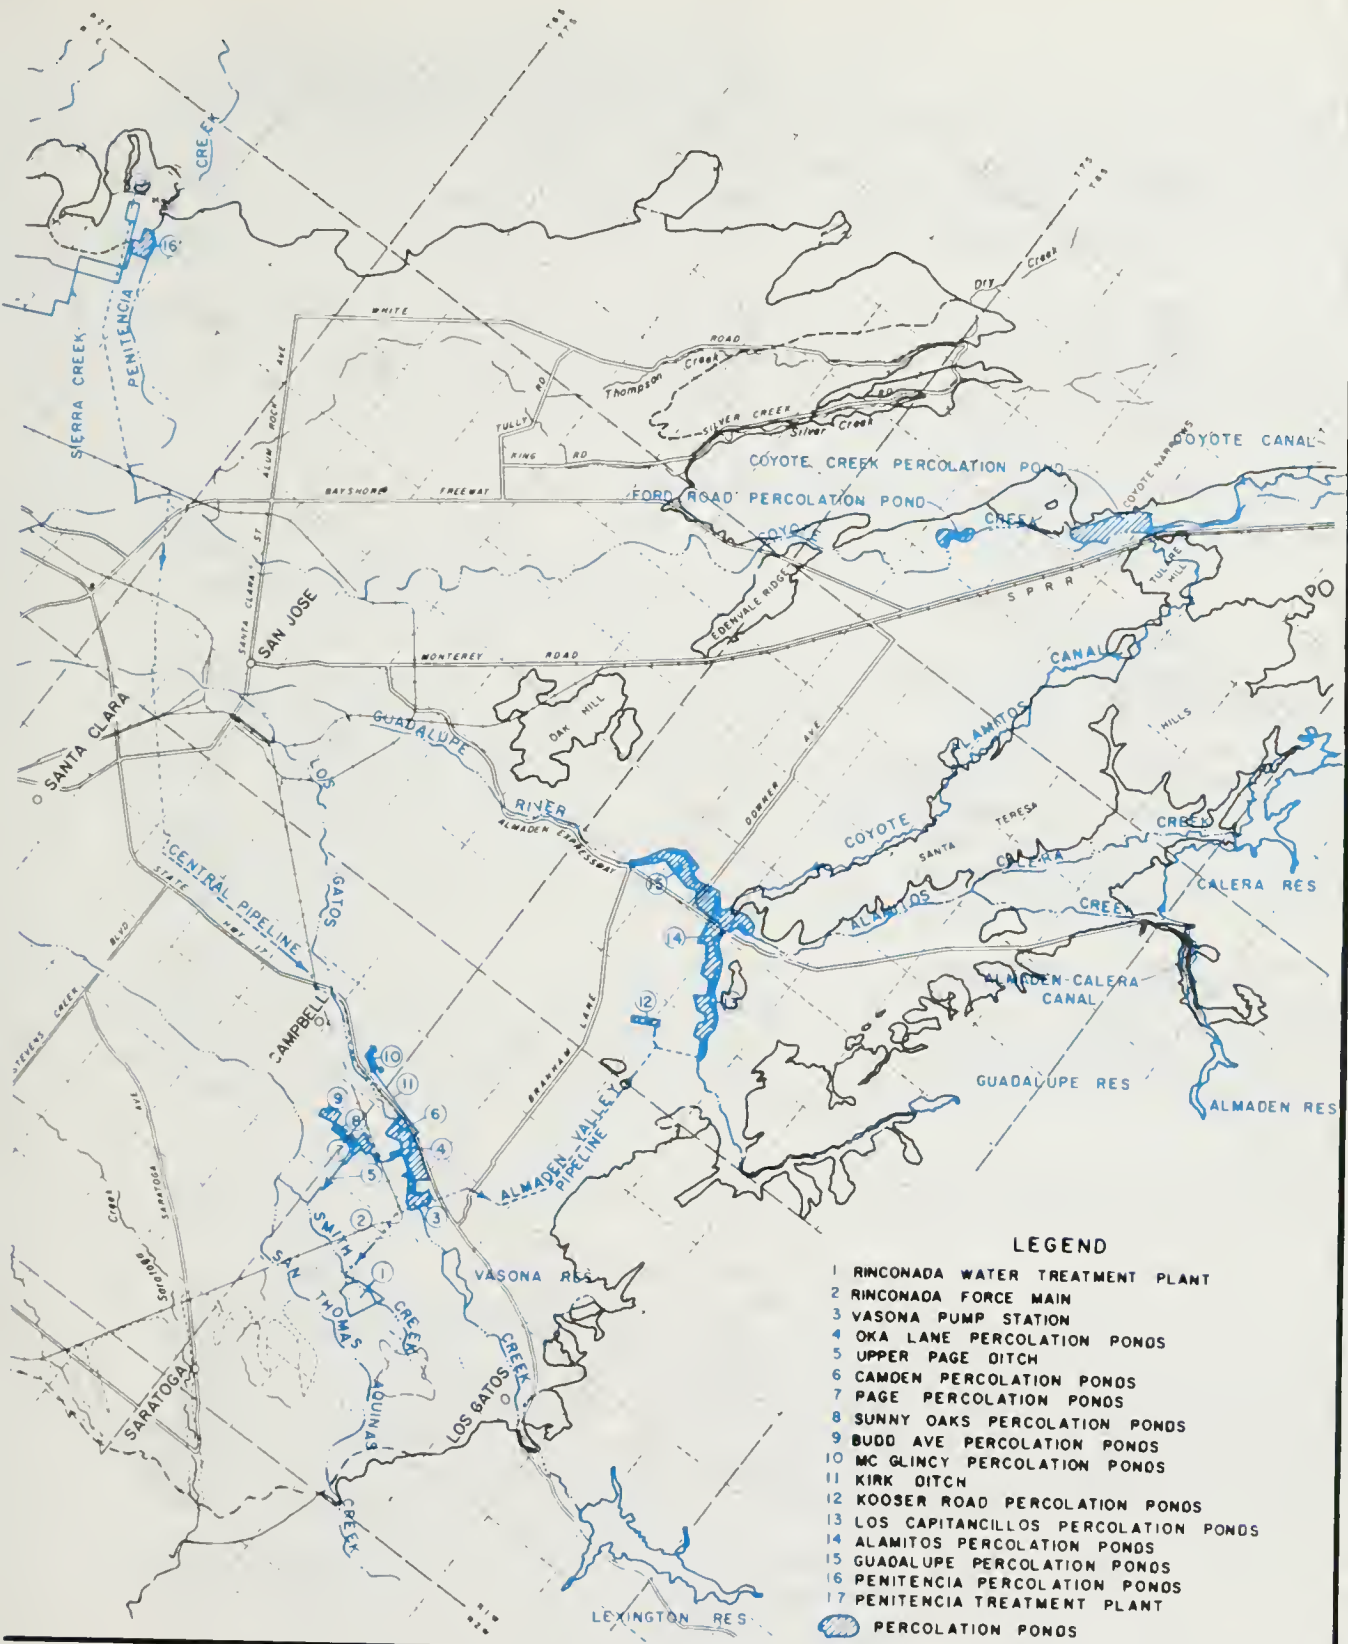 CREEK
16
SIERRA CREEK
PENITENCIA
WHITE
ROAD
ALUM ROCK AVE
TULLY RD
KING RD
Thompson Creek
SILVER CREEK RD
Silver Creek
Dry Creek
T7S
T8S
BAYSHORE FREEWAY
COYOTE CREEK PERCOLATION POND
FORD ROAD PERCOLATION POND
COYOTE NARROWS
COYOTE CANAL
COYOTE
CREEK
TULARE HILL
EDENVALE RIDGE
S P R R
SANTA CLARA ST
SAN JOSE
MONTEREY ROAD
SANTA CLARA
GUADALUPE
OAK HILL
RIVER
ALMADEN EXPRESSWAY
DOWNER AVE
COYOTE
ALAMITOS
CANAL
SANTA
TERESA
HILLS
CALERA
CREEK
CALERA RES
ALAMITOS
CREEK
ALMADEN-CALERA
CANAL
LOS
GATOS
CENTRAL PIPELINE
STATE HWY 17
BLVD
STEVENS CREEK
CAMPBELL
15
14
12
BRANHAM LANE
10
11
9
8
7
6
4
5
3
2
1
ALMADEN VALLEY
PIPELINE
GUADALUPE RES
ALMADEN RES
SARATOGA AVE
Creek
SMITH
CREEK
SAN THOMAS
AQUINAS
CREEK
VASONA RES
CREEK
SARATOGA
LOS GATOS
LEXINGTON RES
R1W
R2W
LEGEND
1 RINCONADA WATER TREATMENT PLANT
2 RINCONADA FORCE MAIN
3 VASONA PUMP STATION
4 OKA LANE PERCOLATION PONDS
5 UPPER PAGE DITCH
6 CAMDEN PERCOLATION PONDS
7 PAGE PERCOLATION PONDS
8 SUNNY OAKS PERCOLATION PONDS
9 BUDD AVE PERCOLATION PONDS
10 MC GLINCY PERCOLATION PONDS
11 KIRK DITCH
12 KOOSER ROAD PERCOLATION PONDS
13 LOS CAPITANCILLOS PERCOLATION PONDS
14 ALAMITOS PERCOLATION PONDS
15 GUADALUPE PERCOLATION PONDS
16 PENITENCIA PERCOLATION PONDS
17 PENITENCIA TREATMENT PLANT
PERCOLATION PONDS